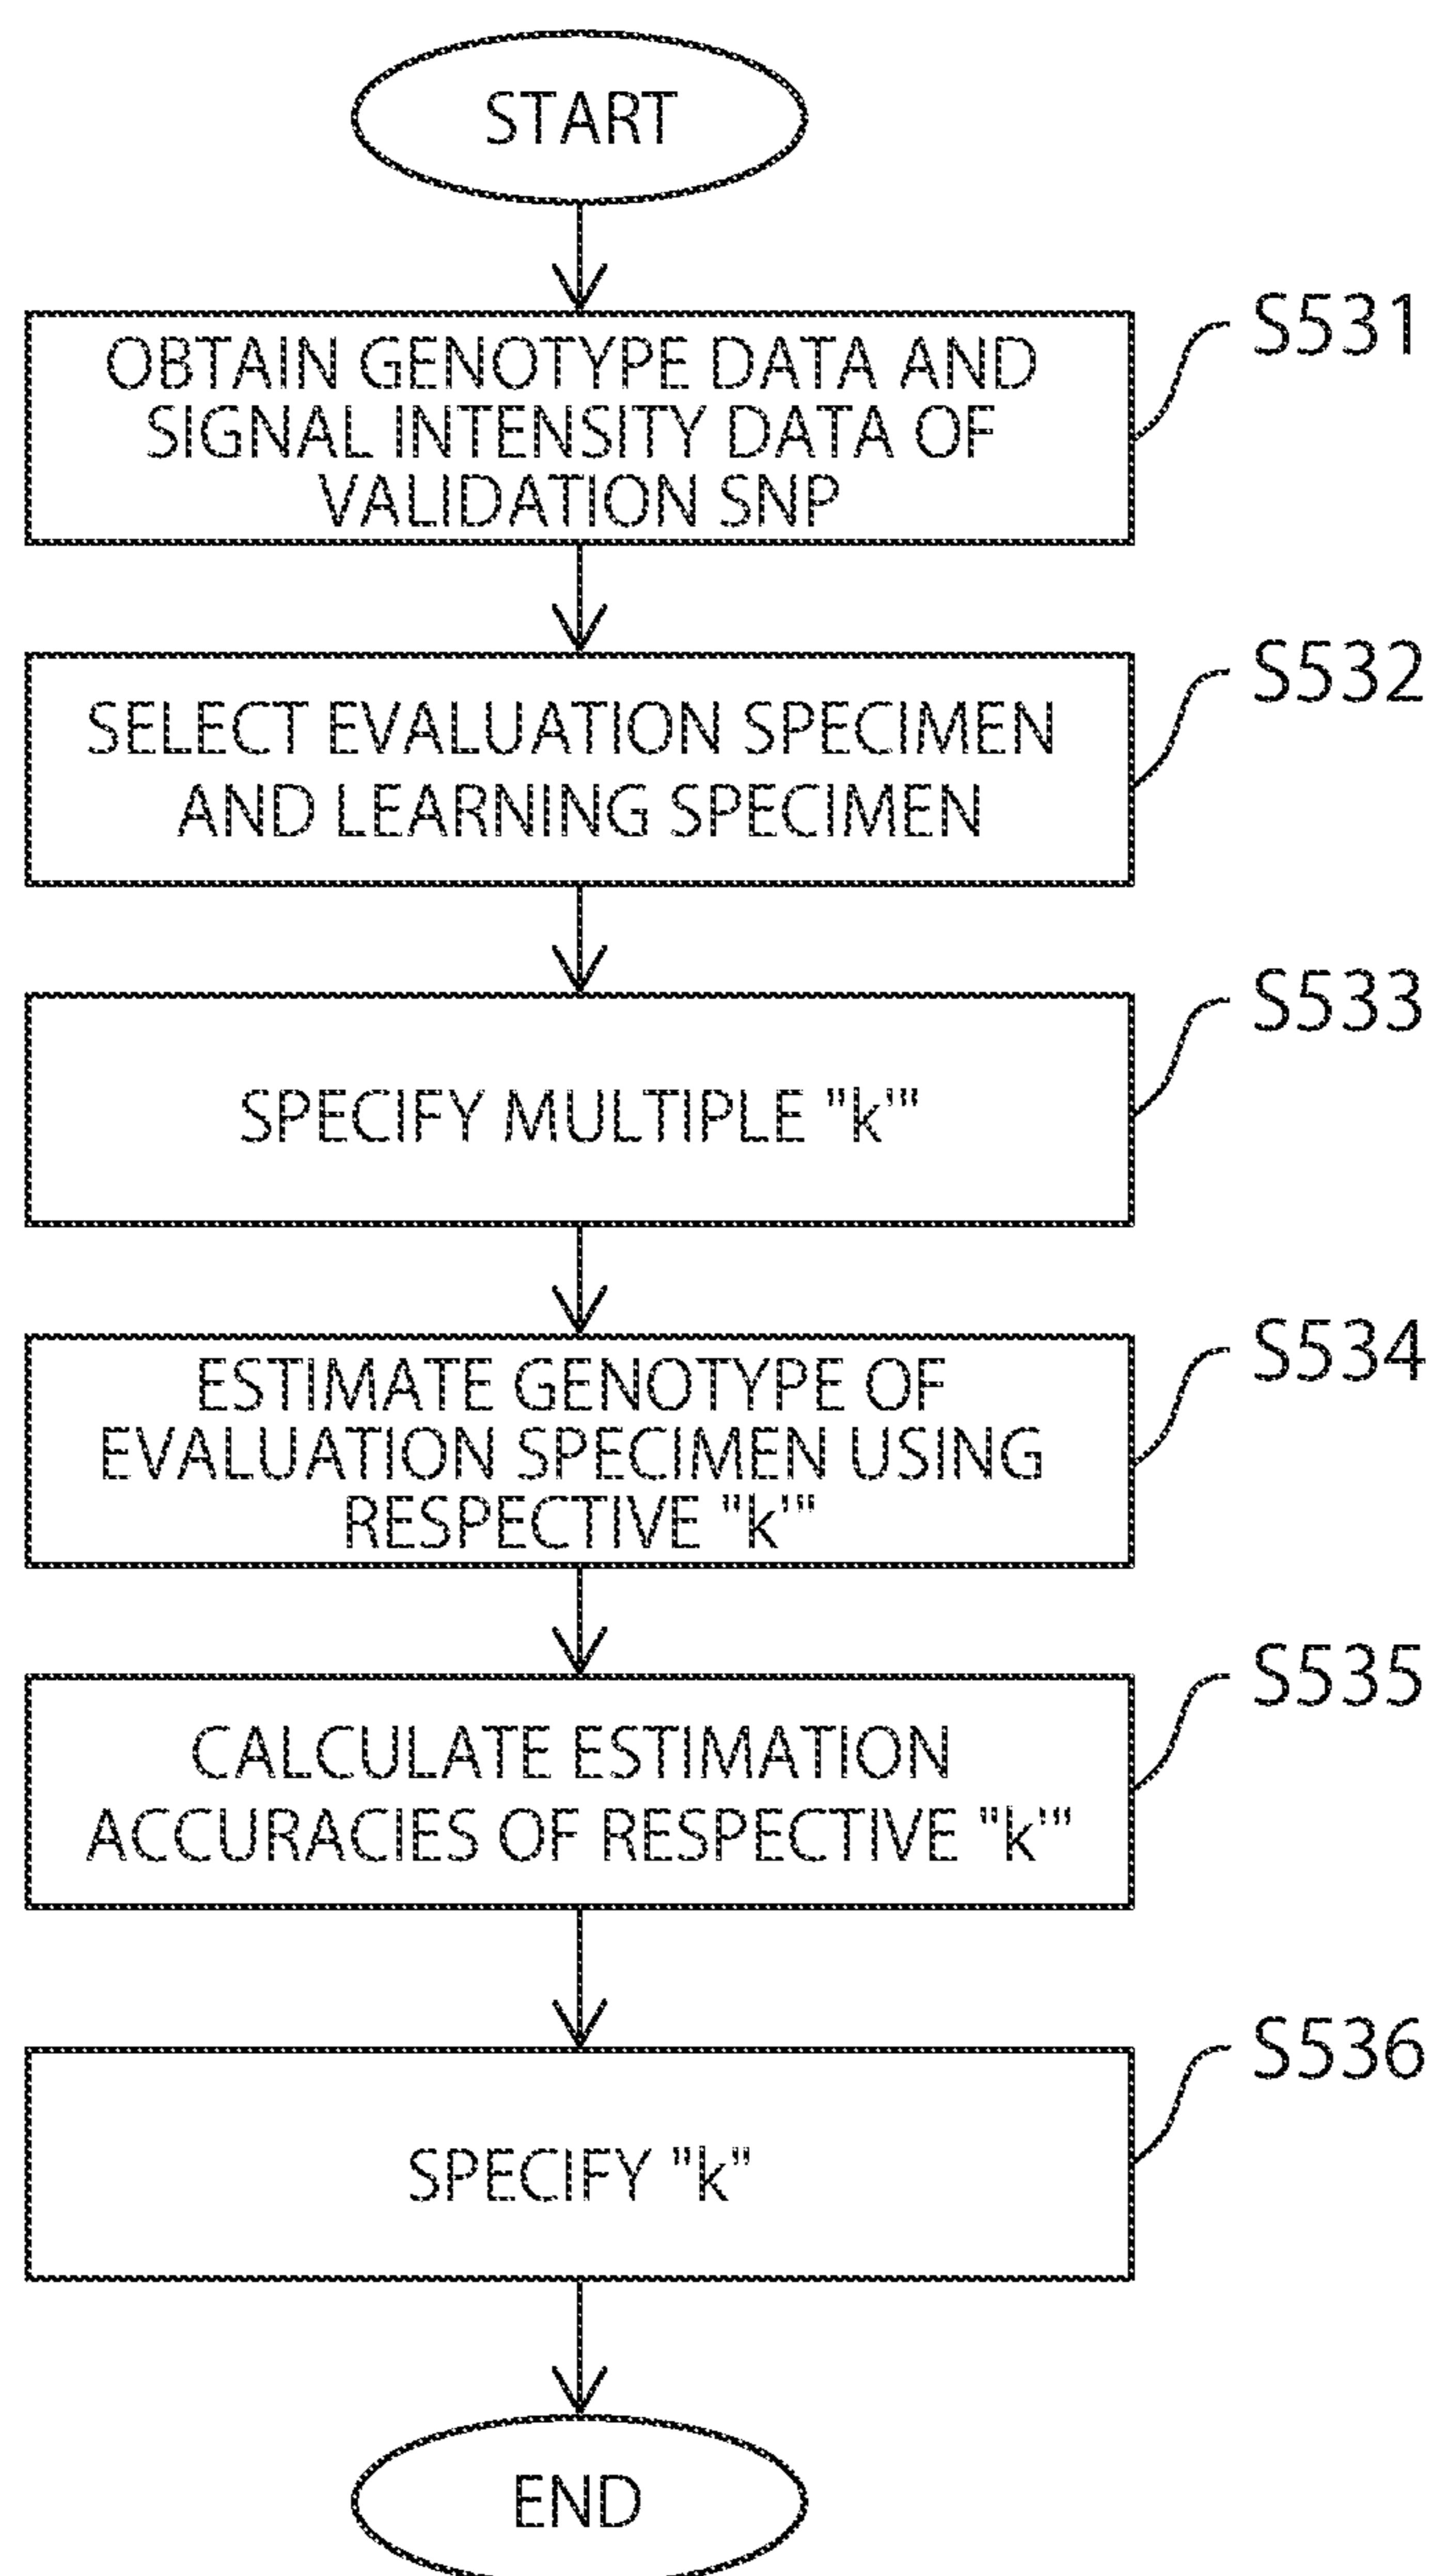 START
OBTAIN GENOTYPE DATA AND
SIGNAL INTENSITY DATA OF
VALIDATION SNP
S531
SELECT EVALUATION SPECIMEN
AND LEARNING SPECIMEN
S532
SPECIFY MULTIPLE "k'"
S533
ESTIMATE GENOTYPE OF
EVALUATION SPECIMEN USING
RESPECTIVE "k'"
S534
CALCULATE ESTIMATION
ACCURACIES OF RESPECTIVE "k'"
S535
SPECIFY "k"
S536
END